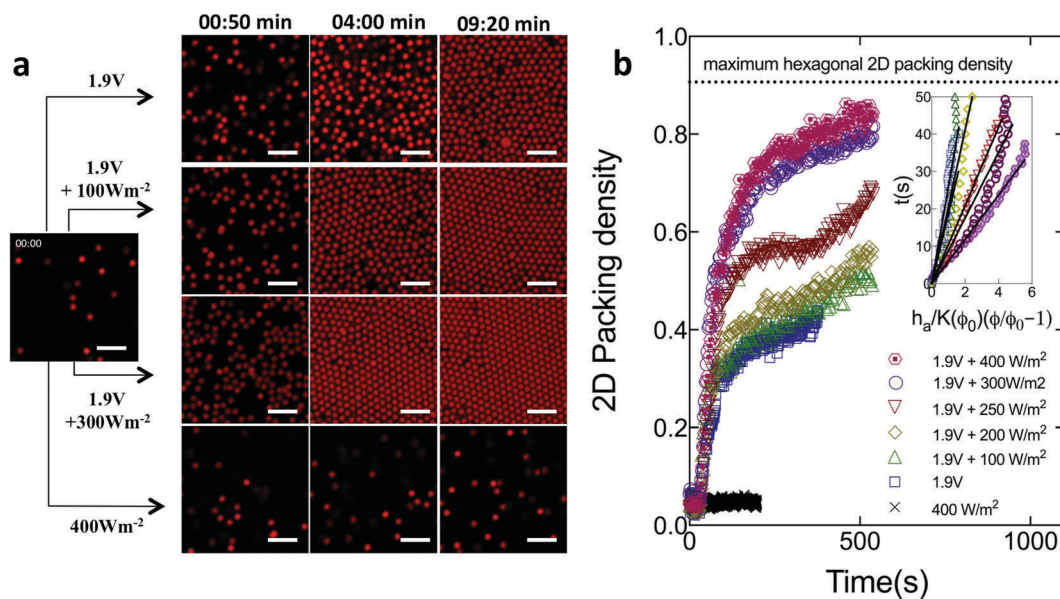 00:50 min 04:00 min 09:20 min
a
1.9V
1.9V
+ 100Wm⁻²
00:00
1.9V
+300Wm⁻²
400Wm⁻²
b
2D Packing density
1.0
0.8
0.6
0.4
0.2
0.0
maximum hexagonal 2D packing density
t(s)
50
40
30
20
10
0
0 2 4 6
hₐ/K(ϕ₀)(ϕ/ϕ₀−1)
1.9V + 400 W/m²
1.9V + 300W/m2
1.9V + 250 W/m²
1.9V + 200 W/m²
1.9V + 100 W/m²
1.9V
400 W/m²
0 500 1000
Time(s)